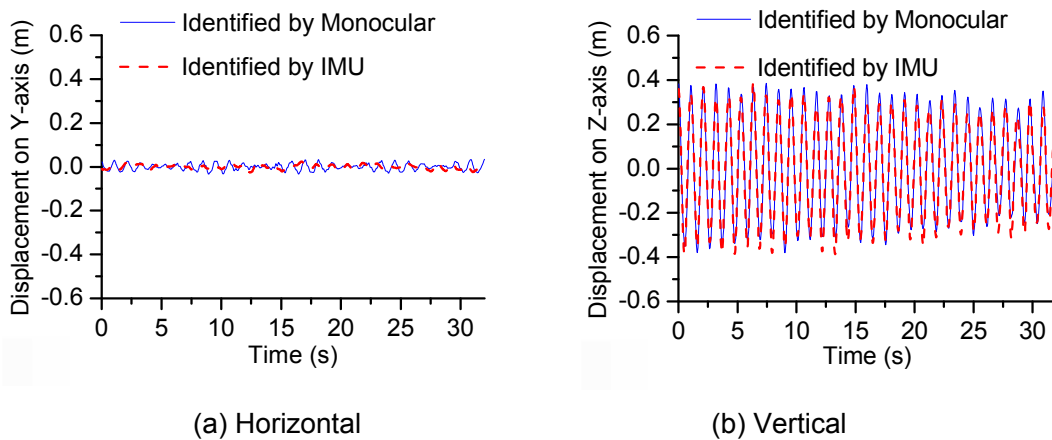 Identified by Monocular
Identified by IMU
Displacement on Y-axis (m)
0.6
0.4
0.2
0.0
-0.2
-0.4
-0.6
0 5 10 15 20 25 30
Time (s)
(a) Horizontal
Identified by Monocular
Identified by IMU
Displacement on Z-axis (m)
0.6
0.4
0.2
0.0
-0.2
-0.4
-0.6
0 5 10 15 20 25 30
Time (s)
(b) Vertical